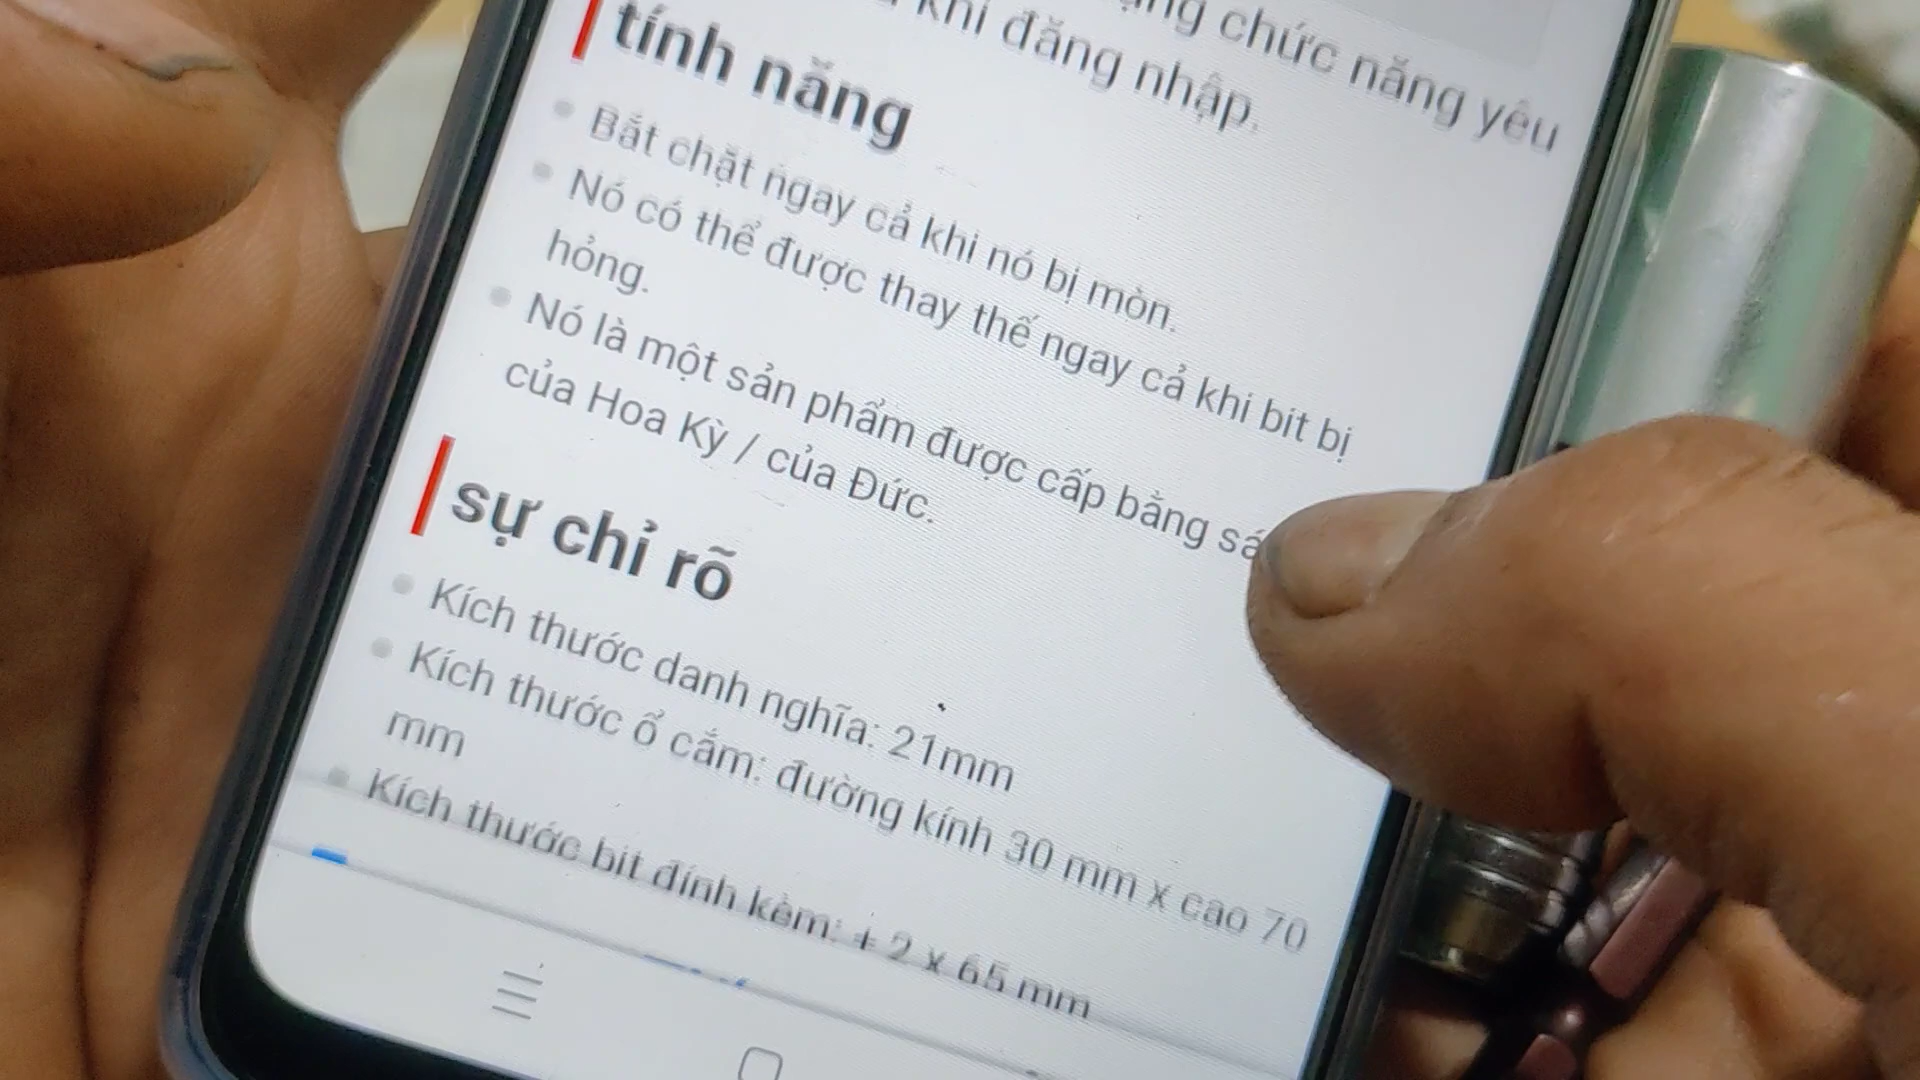 chức năng yêu
khi đăng nhập.
tính năng
Bắt chặt ngay cả khi nó bị mòn.
Nó có thể được thay thế ngay cả khi bit bị
hỏng.
Nó là một sản phẩm được cấp bằng
của Hoa Kỳ / của Đức.
sự chỉ rõ
Kích thước danh nghĩa: 21mm
Kích thước ổ cắm: đường kính 30 mm x cao 70
mm
Kích thước bit đính kèm: + 2 x 65 mm